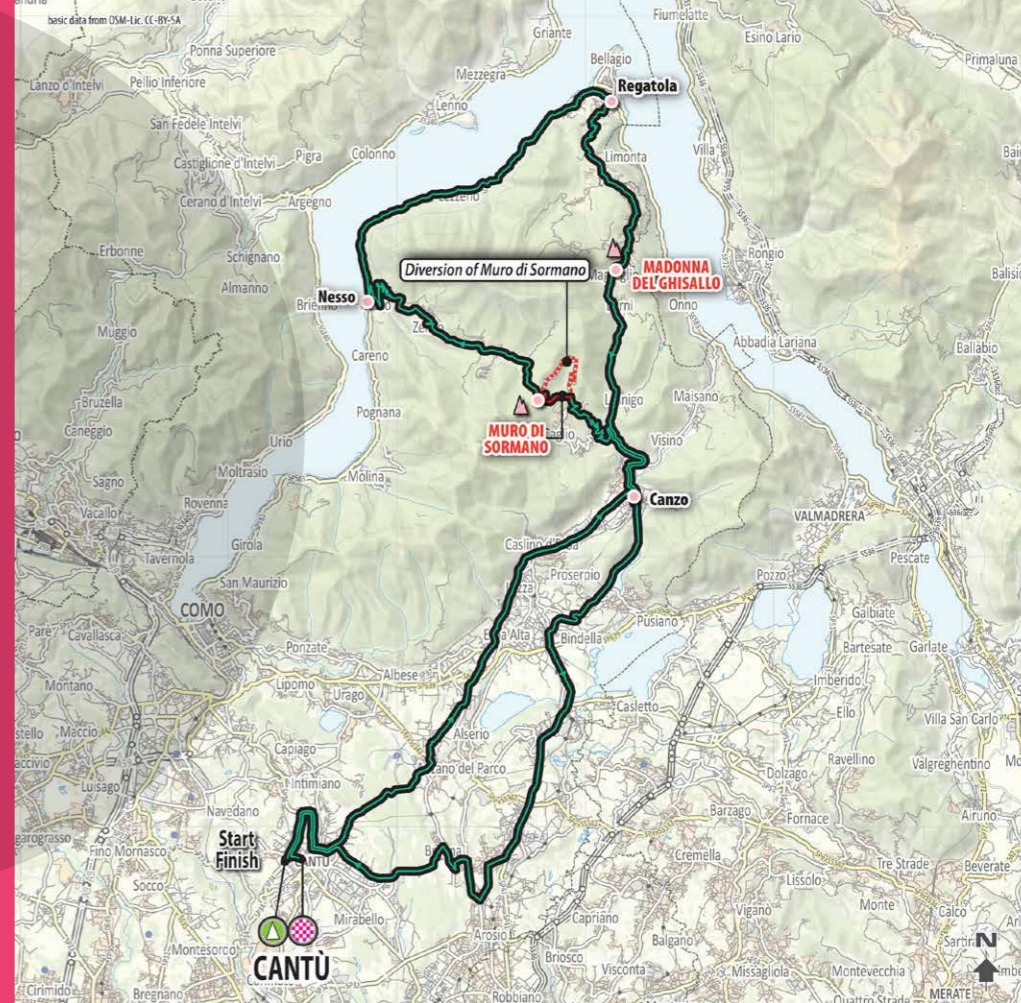 basic data from OSM-Lic. CC-BY-SA
Fiumelatte
Griante
Esino Lario
Ponna Superiore
Bellagio
Primaluna
Lanzo d'Intelvi
Pellio Inferiore
Mezzegra
Regatola
Lenno
San Fedele Intelvi
Colonno
Pigra
Limonta
Villa
Castiglione d'Intelvi
Cerano d'Intelvi
Argegno
Erbonne
Schignano
Diversion of Muro di Sormano
MADONNA
DEL GHISALLO
Rongio
Almanno
Nesso
Onno
Muggio
Abbadia Lariana
Careno
Ballabio
Bruzella
Caneggio
Pognana
Maisano
MURO DI
SORMANO
Urio
Visino
Moltrasio
Molina
Sagno
Canzo
Vacallo
Rovenna
VALMADRERA
Tavernola
Girola
Pescate
San Maurizio
Proserpio
Pozzo
COMO
Pusiano
Galbiate
Pare
Cavallasca
Bindella
Bartesate
Garlate
Ponzate
Albese
Montano
Lipomo
Urago
Casletto
Imberido
Maccio
Ello
Villa San Carlo
Capiago
Alserio
Ravellino
Valgreghentino
Luisago
Intimiano
Dolzago
Navedano
Barzago
Fornace
Airuno
Start
Finish
Fino Mornasco
Cremella
Tre Strade
Beverate
Socco
Lissolo
Mirabello
Monte
Capriano
Viganò
Calco
Montesordo
Arosio
Balgano
N
CANTÙ
Briosco
Visconta
Missagliola
Montevecchia
Cirimido
Bregnano
Robbiano
MERATE